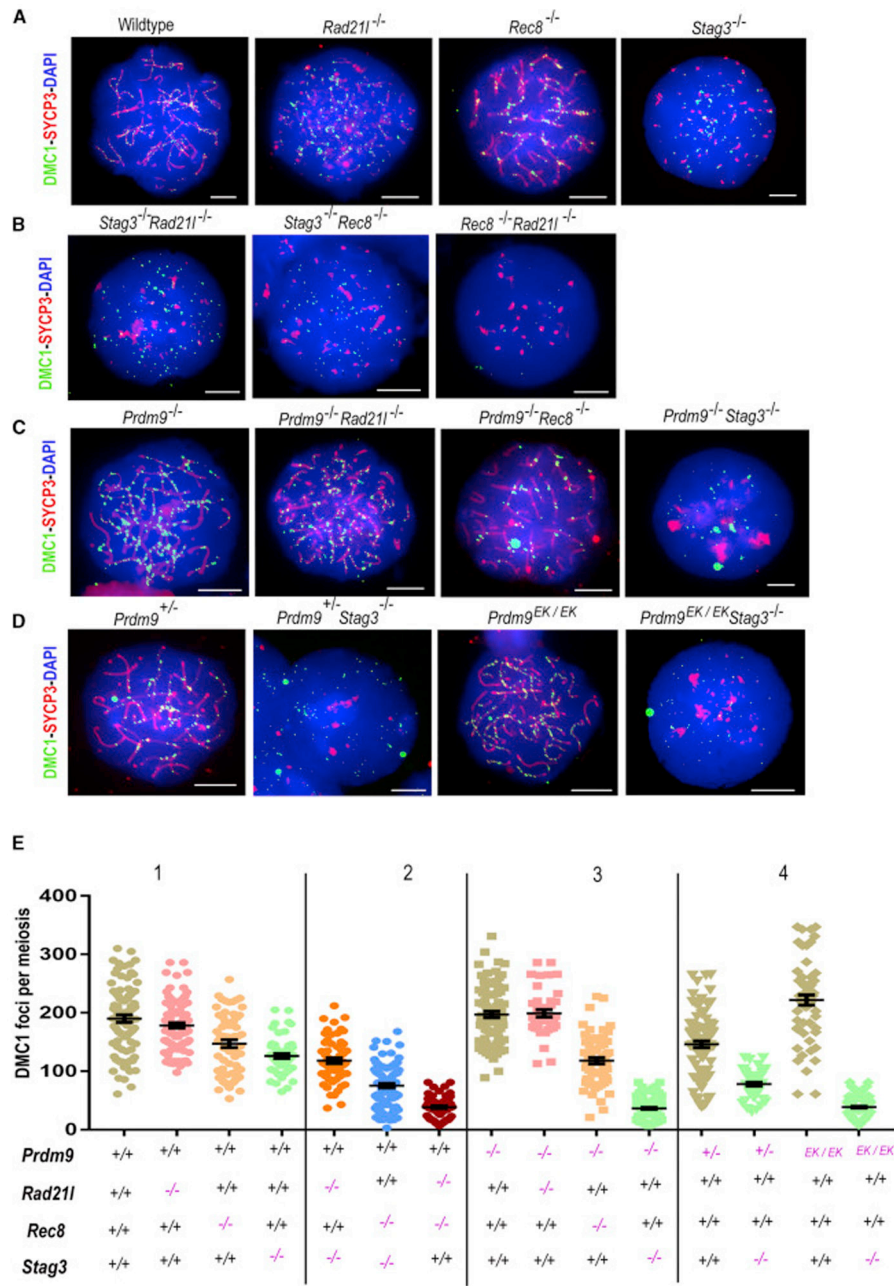 A
Wildtype Rad21l-/- Rec8-/- Stag3-/-
DMC1-SYCP3-DAPI
B
Stag3-/-Rad21l-/- Stag3-/-Rec8-/- Rec8-/-Rad21l-/-
DMC1-SYCP3-DAPI
C
Prdm9-/- Prdm9-/-Rad21l-/- Prdm9-/-Rec8-/- Prdm9-/-Stag3-/-
DMC1-SYCP3-DAPI
D
Prdm9+/- Prdm9+/-Stag3-/- Prdm9EK/EK Prdm9EK/EKStag3-/-
DMC1-SYCP3-DAPI
E
1 2 3 4
DMC1 foci per meiosis
400
300
200
100
0
Prdm9 +/+ +/+ +/+ +/+ +/+ +/+ +/+ -/- -/- -/- -/- +/- +/- EK/EK EK/EK
Rad21l +/+ -/- +/+ +/+ -/- +/+ -/- +/+ -/- +/+ +/+ +/+ +/+ +/+ +/+
Rec8 +/+ +/+ -/- +/+ +/+ -/- -/- +/+ +/+ -/- +/+ +/+ +/+ +/+ +/+
Stag3 +/+ +/+ +/+ -/- -/- -/- +/+ +/+ +/+ +/+ -/- +/+ -/- +/+ -/-